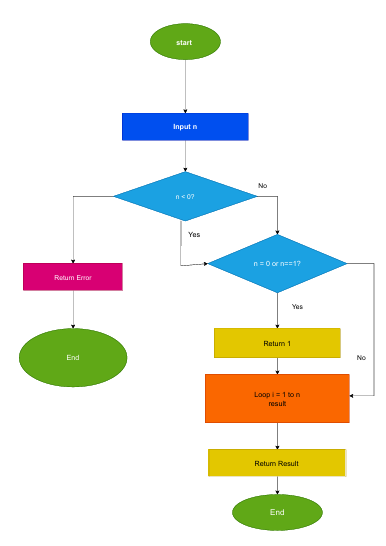 start
Input n
n < 0?
No
Yes
n = 0 or n==1?
Return Error
Yes
Return 1
End
No
Loop i = 1 to n
result
Return Result
End